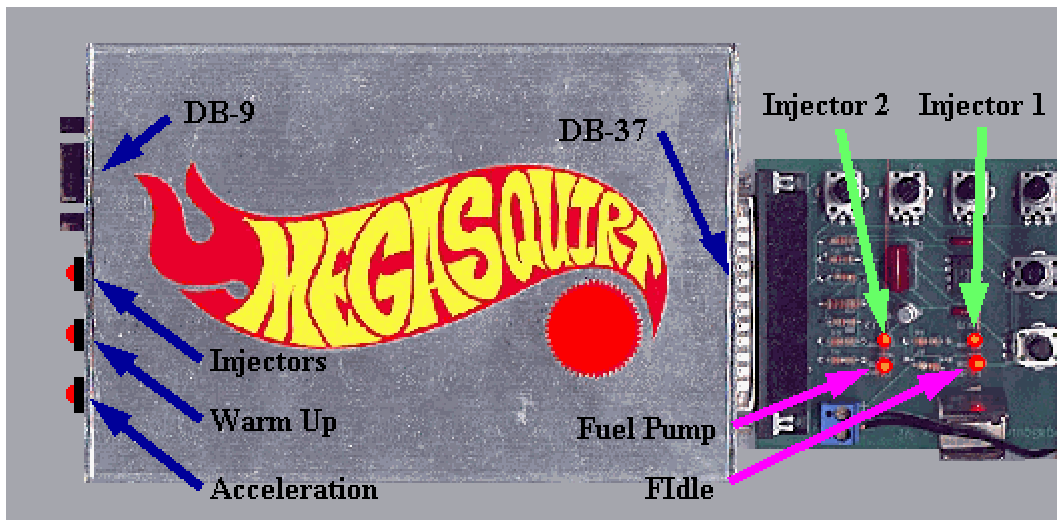 DB-9
DB-37
Injector 2 Injector 1
MEGASQUIRT
Injectors
Warm Up
Acceleration
Fuel Pump
FIdle